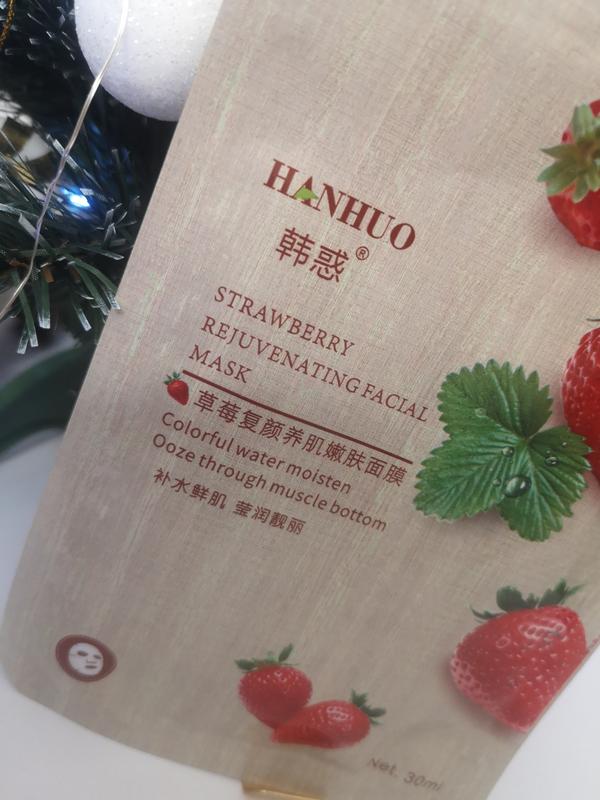 HANHUO
韩惑®
STRAWBERRY
REJUVENATING FACIAL
MASK
草莓复颜养肌嫩肤面膜
Colorful water moisten
Ooze through muscle bottom
补水鲜肌 莹润靓丽
Net. 30ml